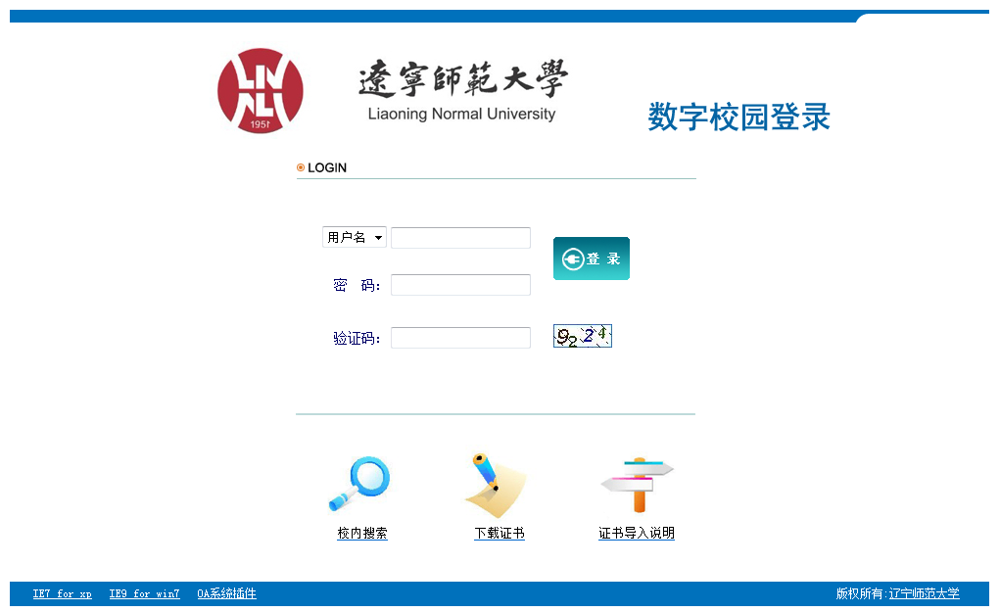 LIN
NLI
1951
遼寧師範大學
Liaoning Normal University
数字校园登录
LOGIN
用户名
登 录
密 码：
验证码：
9224
校内搜索
下载证书
证书导入说明
IE7 for xp IE9 for win7 OA系统插件
版权所有:辽宁师范大学